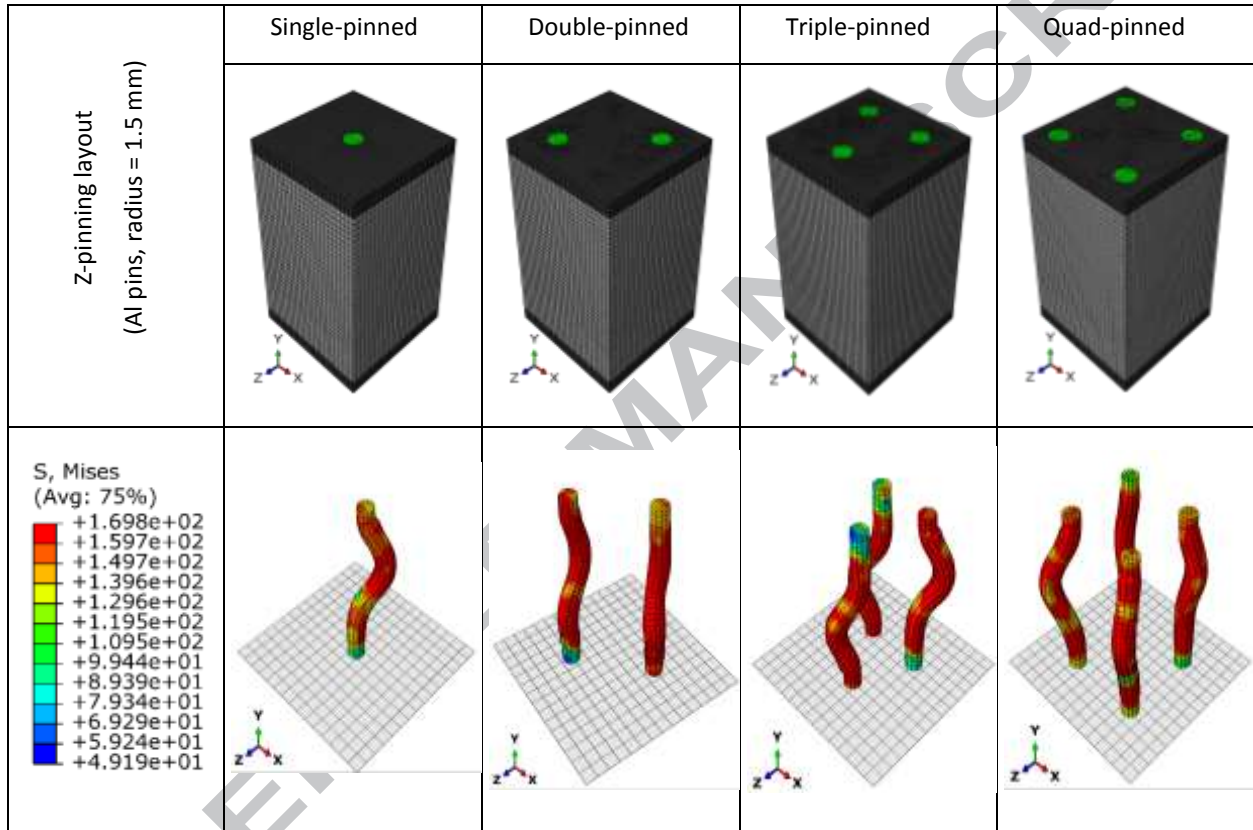 Single-pinned
Double-pinned
Triple-pinned
Quad-pinned
Z-pinning layout
(Al pins, radius = 1.5 mm)
Y
Z X
Y
Z X
Y
Z X
Y
Z X
S, Mises
(Avg: 75%)
+1.698e+02
+1.597e+02
+1.497e+02
+1.396e+02
+1.296e+02
+1.195e+02
+1.095e+02
+9.944e+01
+8.939e+01
+7.934e+01
+6.929e+01
+5.924e+01
+4.919e+01
Y
Z X
Y
Z X
Y
Z X
Y
Z X